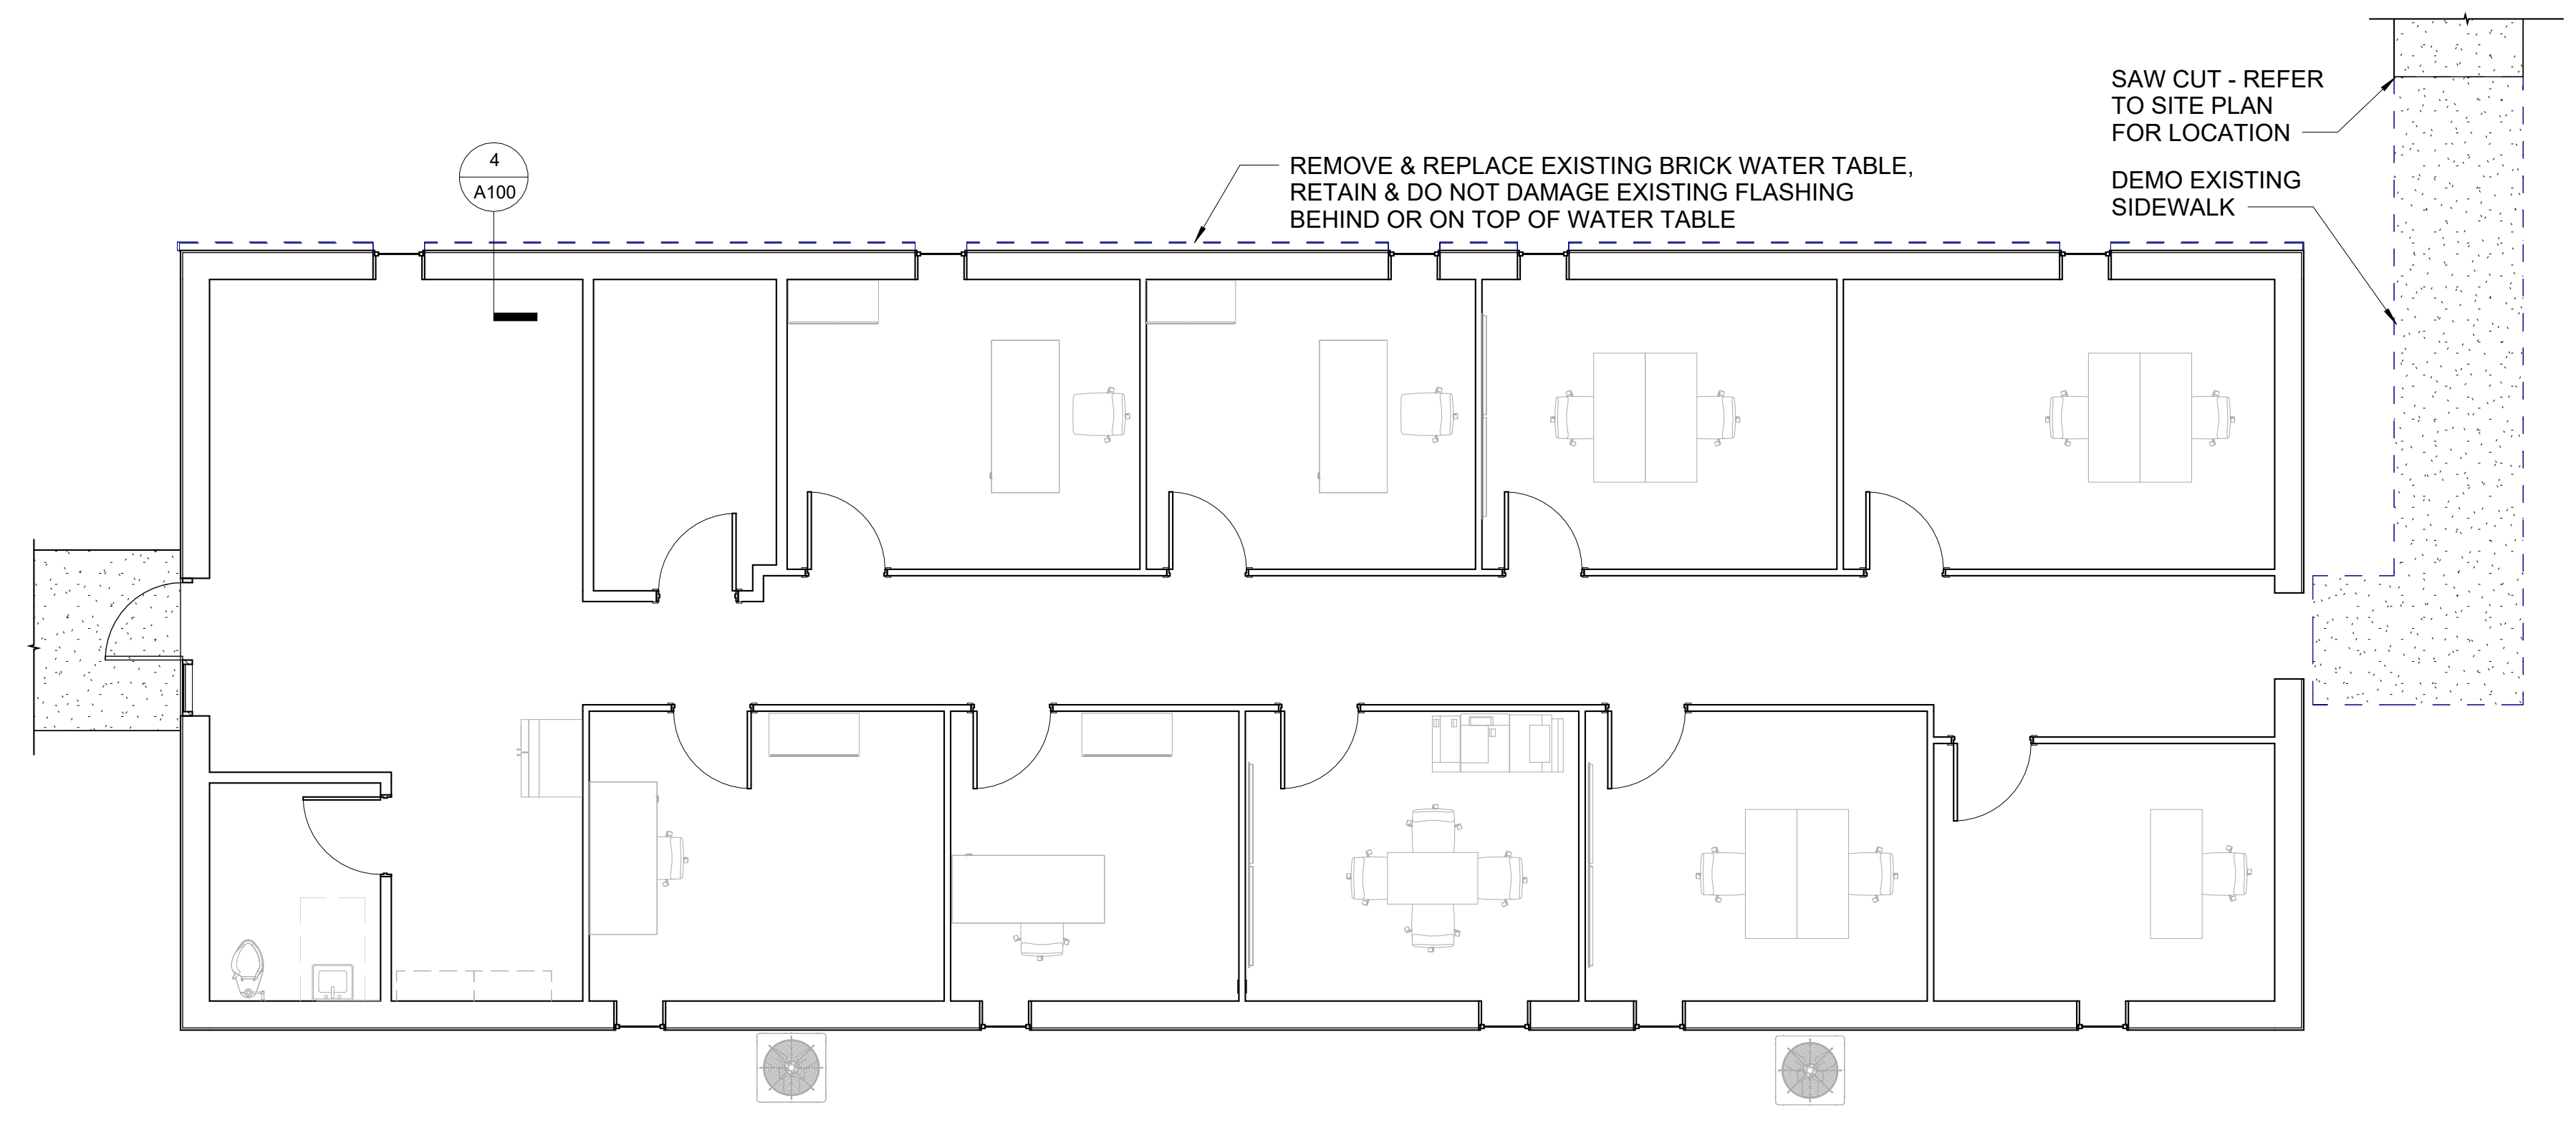 SAW CUT - REFER
TO SITE PLAN
FOR LOCATION
4
A100
REMOVE & REPLACE EXISTING BRICK WATER TABLE,
RETAIN & DO NOT DAMAGE EXISTING FLASHING
BEHIND OR ON TOP OF WATER TABLE
DEMO EXISTING
SIDEWALK